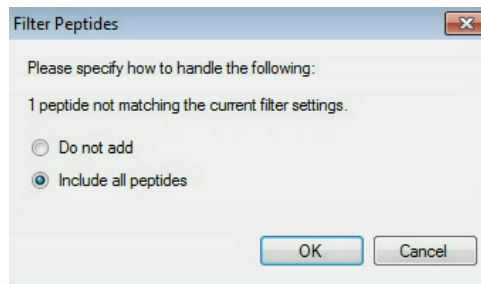 Filter Peptides
Please specify how to handle the following:
1 peptide not matching the current filter settings.
Do not add
Include all peptides
OK Cancel